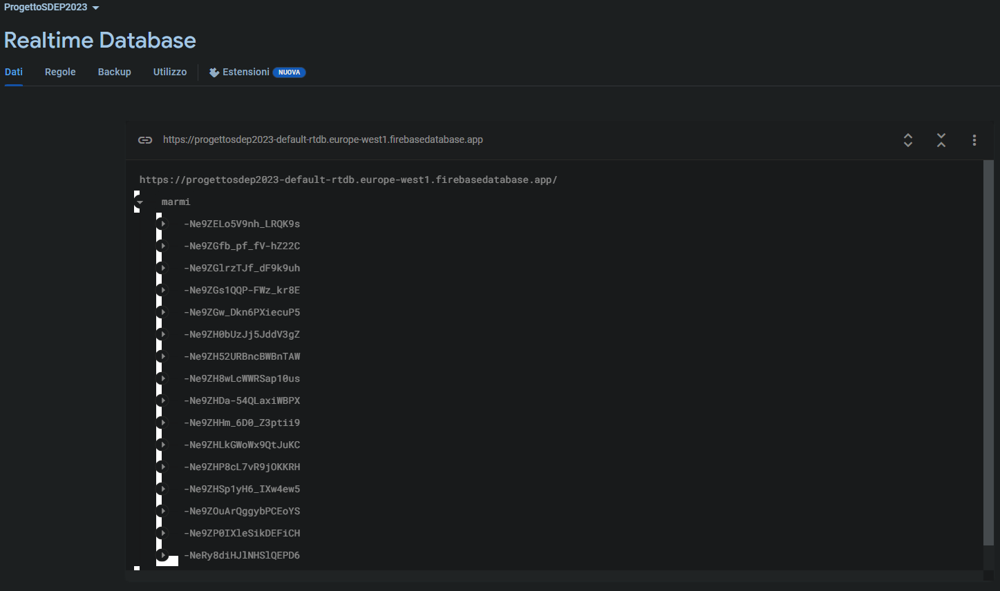 ProgettoSDEP2023
Realtime Database
Dati Regole Backup Utilizzo Estensioni NUOVA
https://progettosdep2023-default-rtdb.europe-west1.firebasedatabase.app
https://progettosdep2023-default-rtdb.europe-west1.firebasedatabase.app/
marmi
-Ne9ZELo5V9nh_LRQK9s
-Ne9ZGfb_pf_fV-hZ22C
-Ne9ZGlrzTJf_dF9k9uh
-Ne9ZGs1QQP-FWz_kr8E
-Ne9ZGw_Dkn6PXiecuP5
-Ne9ZH0bUzJj5JddV3gZ
-Ne9ZH52URBncBWBnTAW
-Ne9ZH8wLcWWRSap10us
-Ne9ZHDa-54QLaxiWBPX
-Ne9ZHHm_6D0_Z3ptii9
-Ne9ZHLkGWoWx9QtJuKC
-Ne9ZHP8cL7vR9jOKKRH
-Ne9ZHSp1yH6_IXw4ew5
-Ne9ZOuArQggybPCEoYS
-Ne9ZP0IXleSikDEFiCH
-NeRy8diHJlNHSlQEPD6